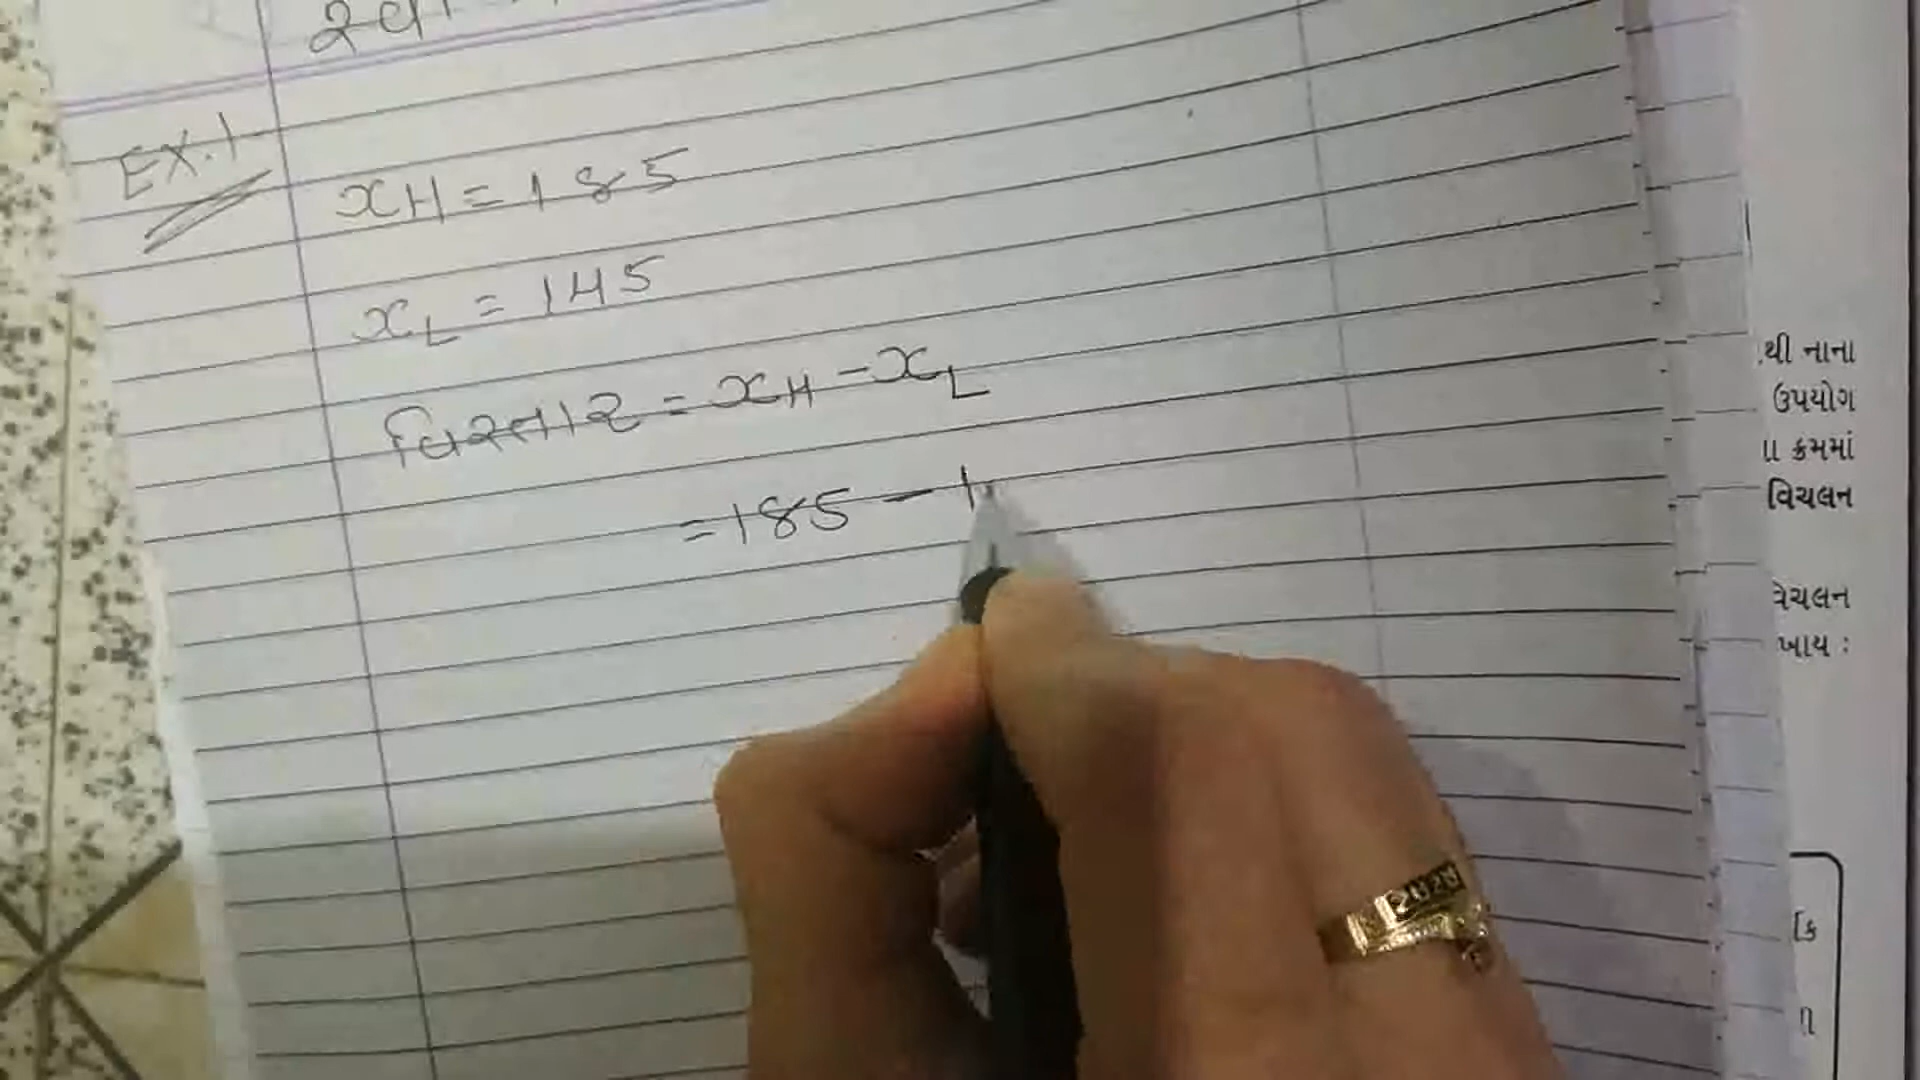 Ex.1
xH = 185
xL = 145
વિસ્તાર = xH - xL
= 185 - 1
થી નાના
ઉપયોગ
ા ક્રમમાં
વિચલન
વેચલન
ખાય :